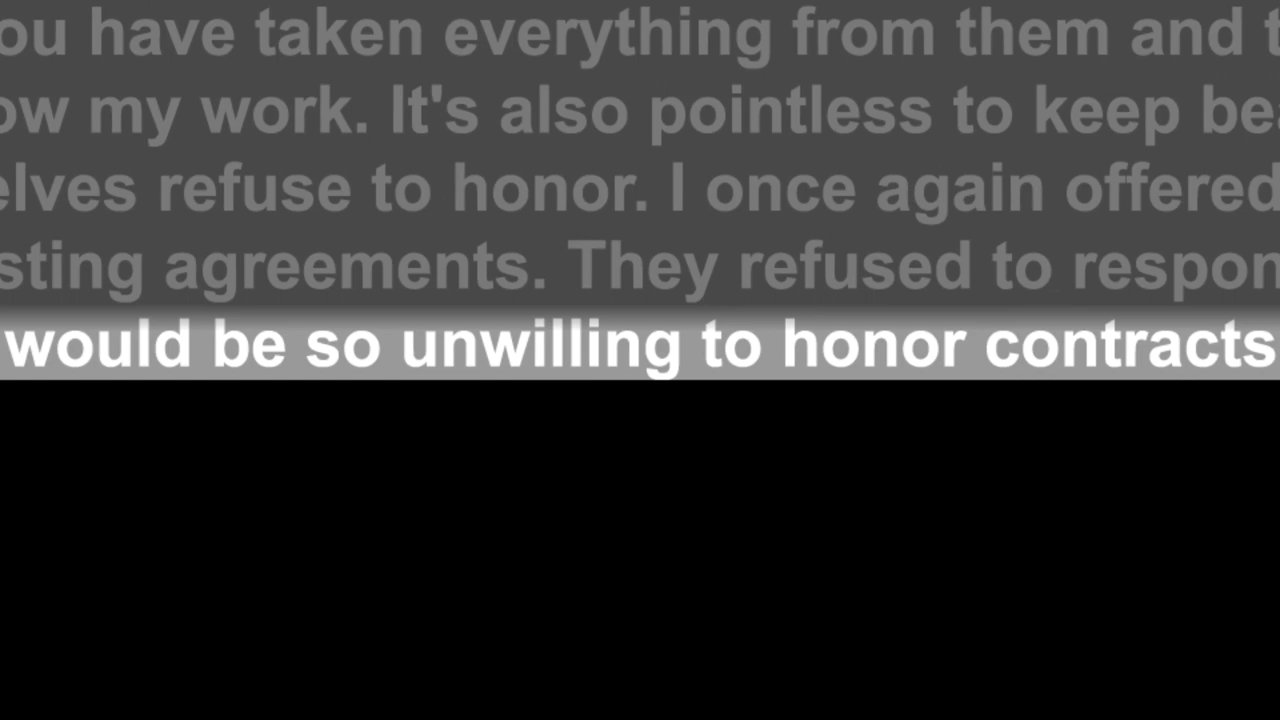 ou have taken everything from them and t
ow my work. It's also pointless to keep be
elves refuse to honor. I once again offered
sting agreements. They refused to respon
would be so unwilling to honor contracts